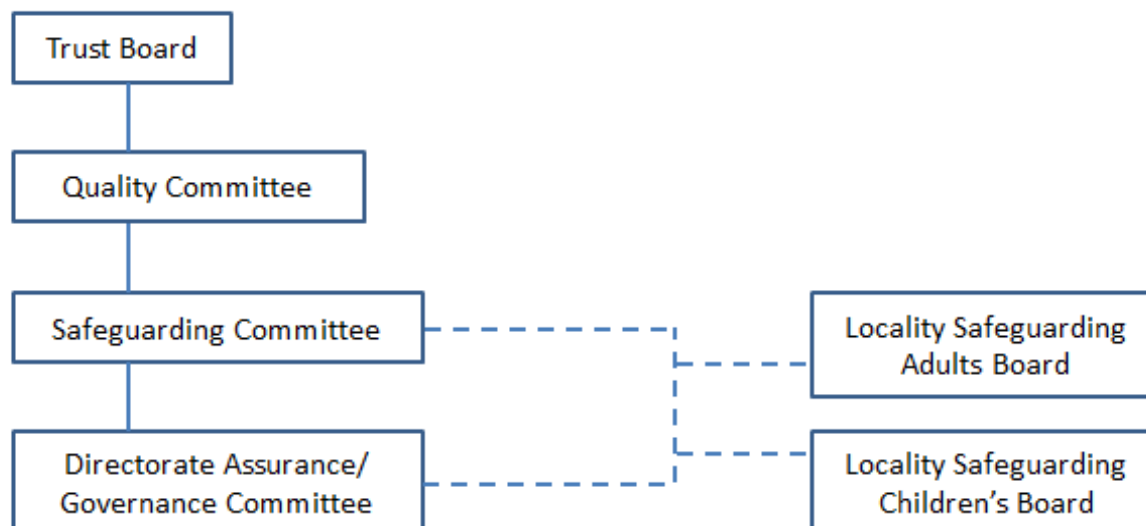 Trust Board
Quality Committee
Safeguarding Committee
Locality Safeguarding
Adults Board
Directorate Assurance/
Governance Committee
Locality Safeguarding
Children’s Board